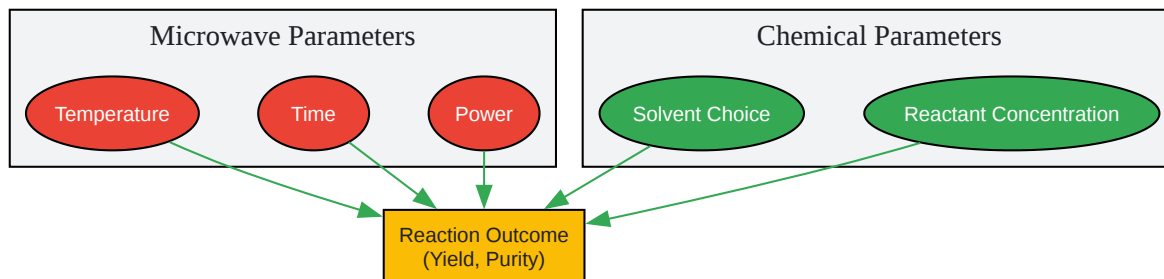 Microwave Parameters
Chemical Parameters
Temperature
Time
Power
Solvent Choice
Reactant Concentration
Reaction Outcome
(Yield, Purity)